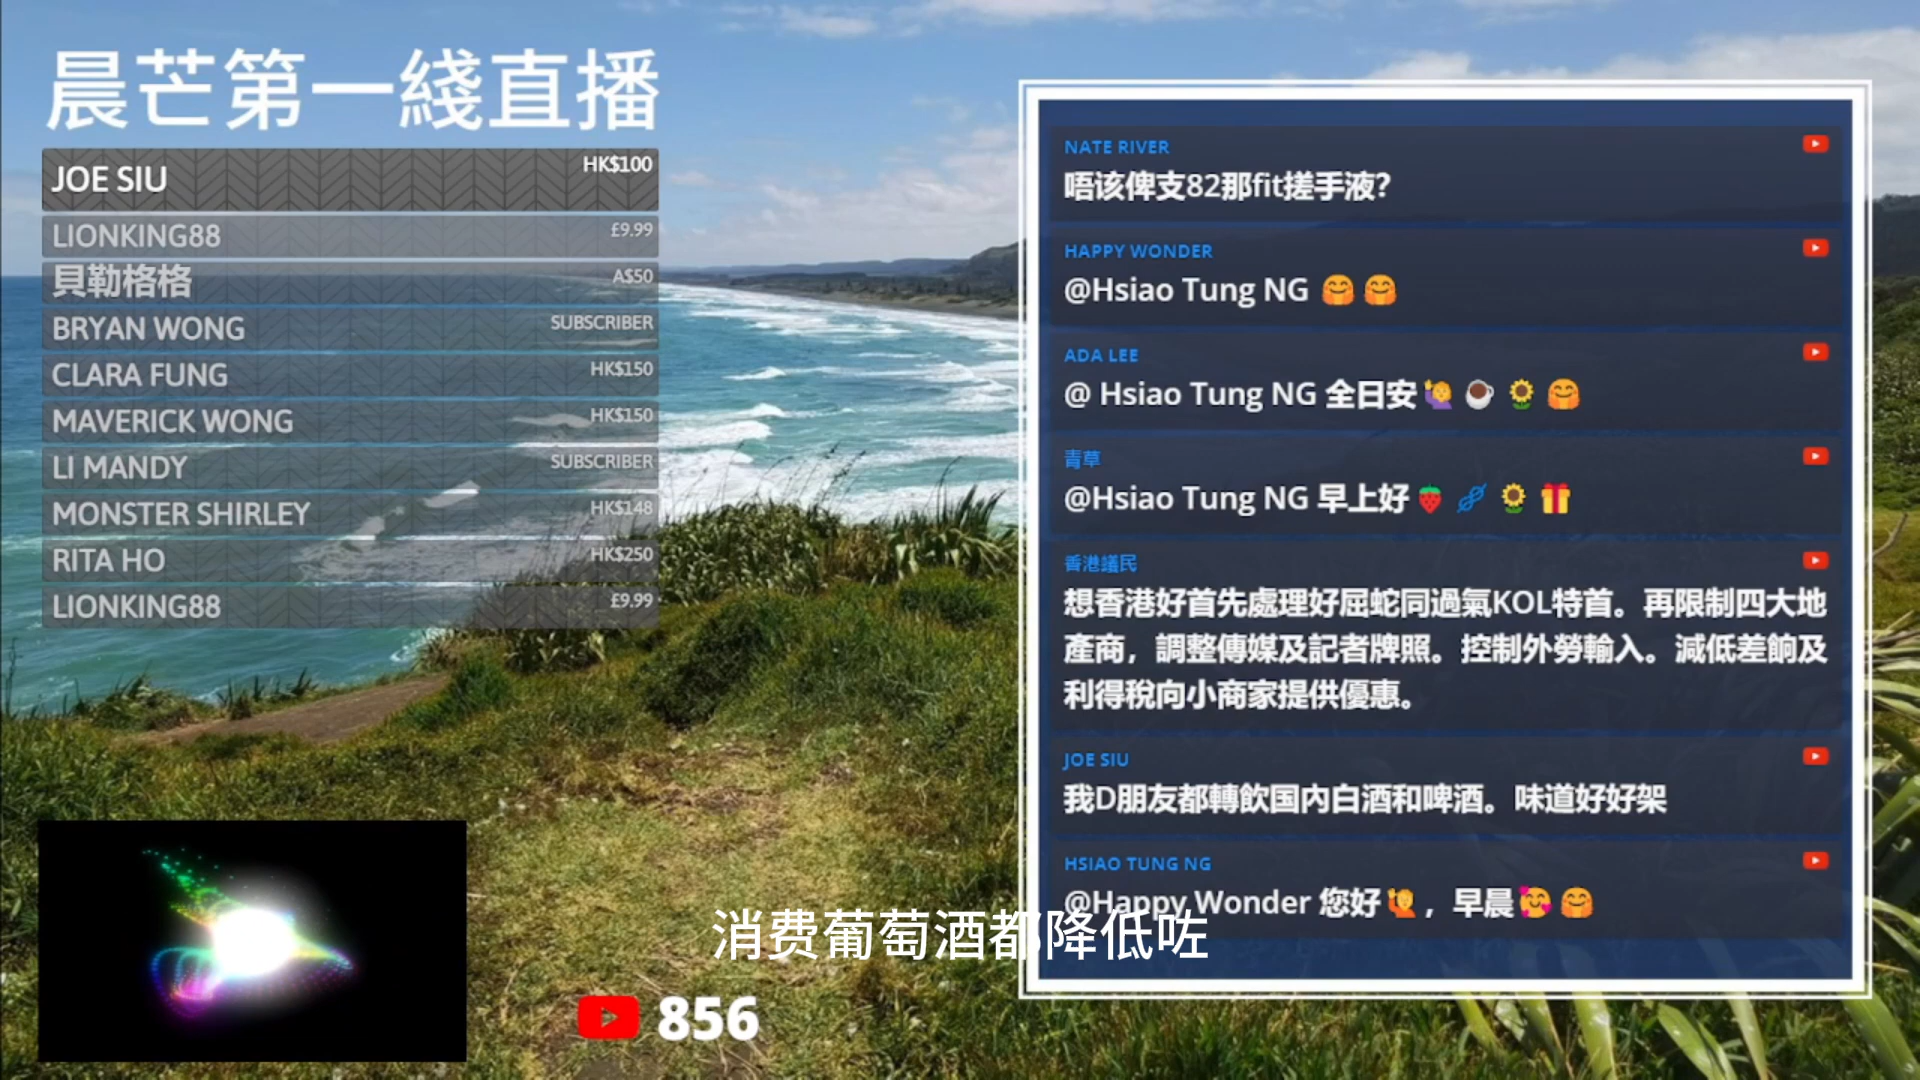 晨芒第一綫直播
JOE SIU HK$100
LIONKING88 £9.99
貝勒格格 A$50
BRYAN WONG SUBSCRIBER
CLARA FUNG HK$150
MAVERICK WONG HK$150
LI MANDY SUBSCRIBER
MONSTER SHIRLEY HK$148
RITA HO HK$250
LIONKING88 £9.99
NATE RIVER
唔该俾支82那fit搓手液?
HAPPY WONDER
@Hsiao Tung NG 🤗 🤗
ADA LEE
@ Hsiao Tung NG 全日安🙋 ☕ 🌻 🤗
青草
@Hsiao Tung NG 早上好🍓 🪢 🌻 🎁
香港議民
想香港好首先處理好屈蛇同過氣KOL特首。再限制四大地
產商，調整傳媒及記者牌照。控制外勞輸入。減低差餉及
利得稅向小商家提供優惠。
JOE SIU
我D朋友都轉飲国內白酒和啤酒。味道好好架
HSIAO TUNG NG
@Happy Wonder 您好🙋，早晨🥰 🤗
消费葡萄酒都降低咗
856